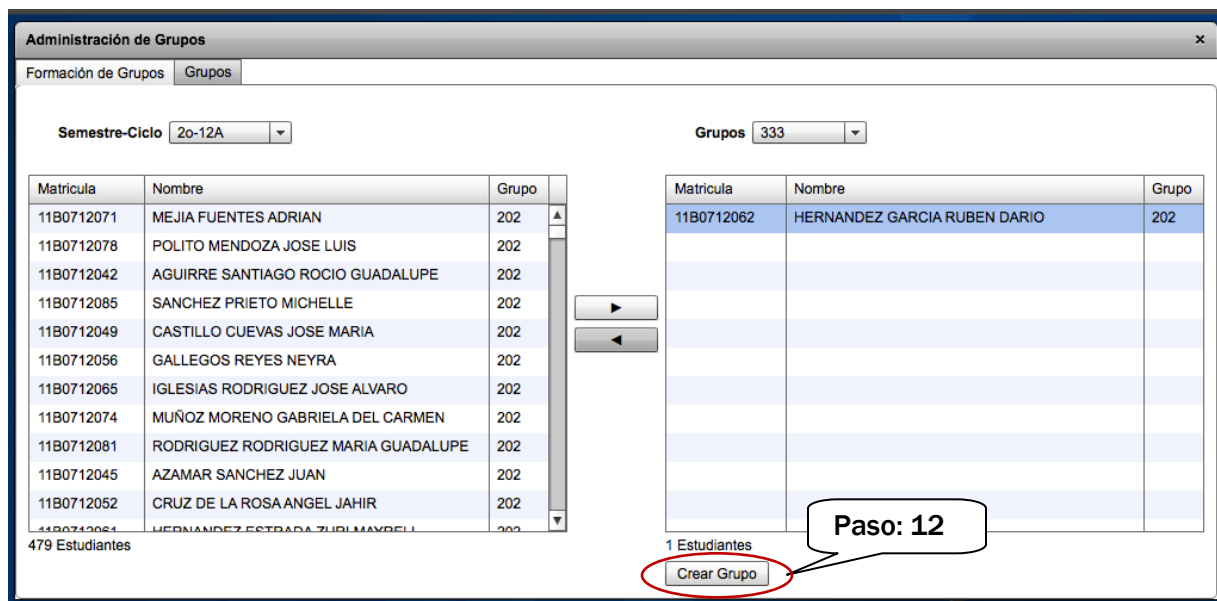 Administración de Grupos ×
Formación de Grupos Grupos
Semestre-Ciclo 2o-12A Grupos 333
Matricula Nombre Grupo Matricula Nombre Grupo
11B0712071 MEJIA FUENTES ADRIAN 202 11B0712062 HERNANDEZ GARCIA RUBEN DARIO 202
11B0712078 POLITO MENDOZA JOSE LUIS 202
11B0712042 AGUIRRE SANTIAGO ROCIO GUADALUPE 202
11B0712085 SANCHEZ PRIETO MICHELLE 202
11B0712049 CASTILLO CUEVAS JOSE MARIA 202
11B0712056 GALLEGOS REYES NEYRA 202
11B0712065 IGLESIAS RODRIGUEZ JOSE ALVARO 202
11B0712074 MUÑOZ MORENO GABRIELA DEL CARMEN 202
11B0712081 RODRIGUEZ RODRIGUEZ MARIA GUADALUPE 202
11B0712045 AZAMAR SANCHEZ JUAN 202
11B0712052 CRUZ DE LA ROSA ANGEL JAHIR 202
HERNANDEZ ESTRADA 202
479 Estudiantes 1 Estudiantes
Paso: 12
Crear Grupo